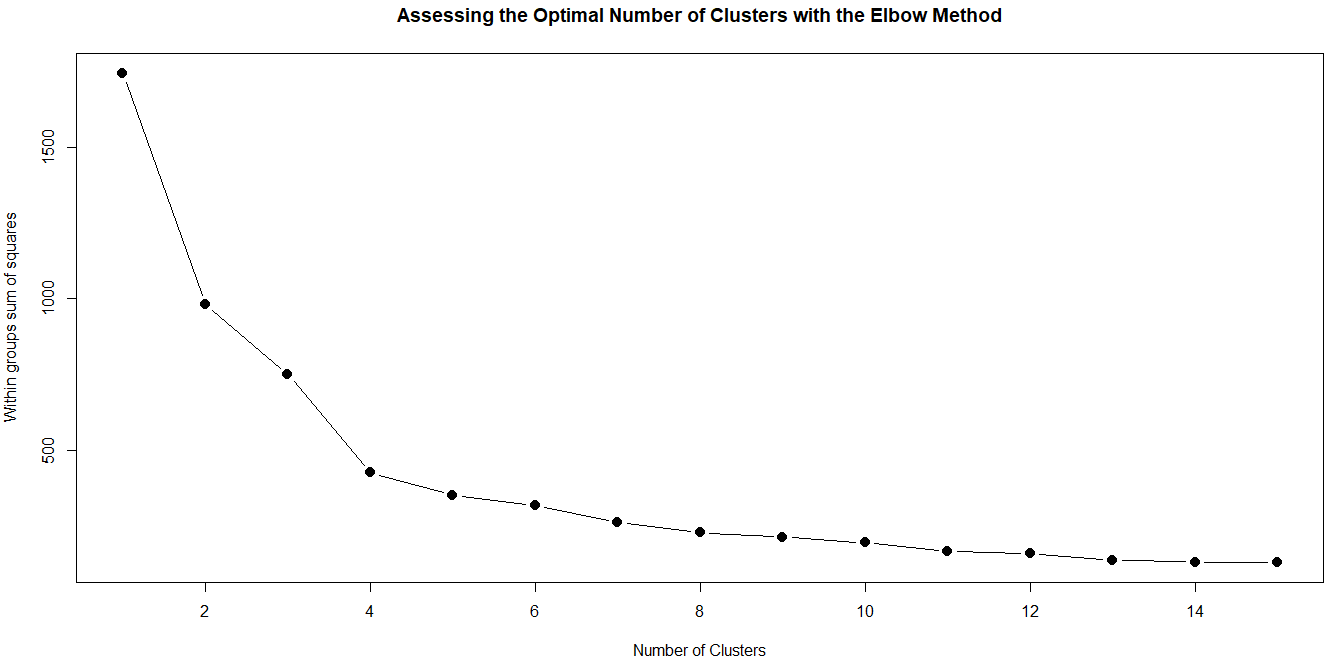 Assessing the Optimal Number of Clusters with the Elbow Method
Within groups sum of squares
1500
1000
500
2 4 6 8 10 12 14
Number of Clusters